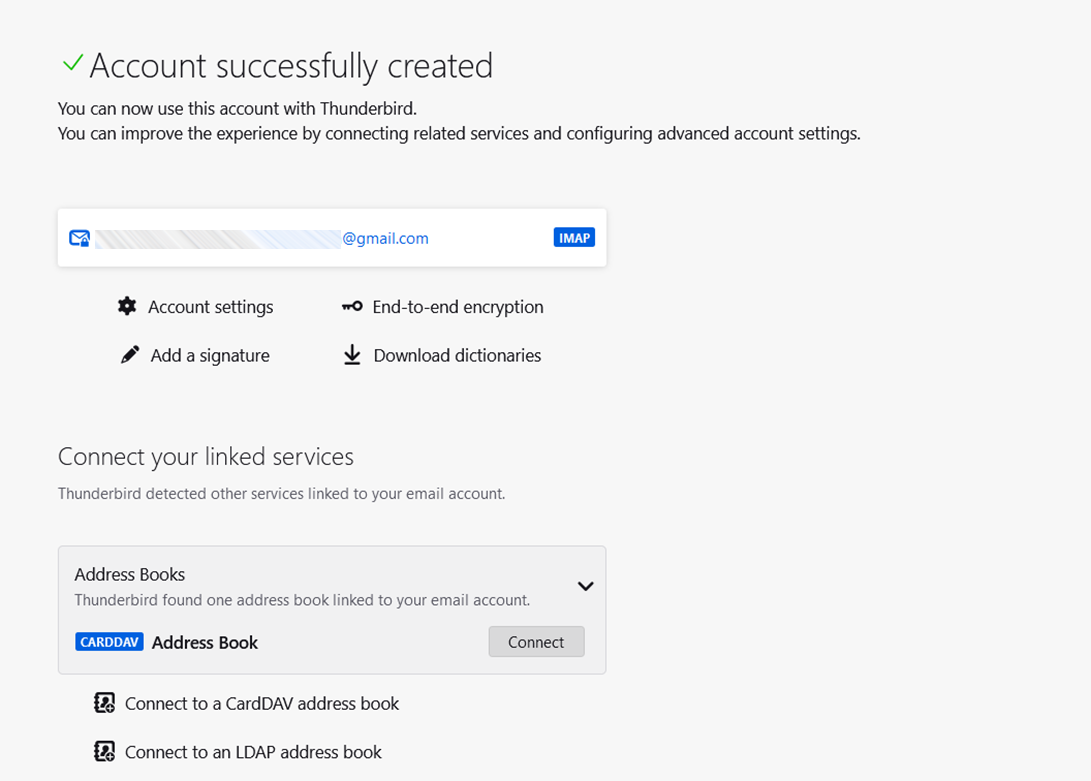 Account successfully created
You can now use this account with Thunderbird.
You can improve the experience by connecting related services and configuring advanced account settings.
@gmail.com IMAP
Account settings End-to-end encryption
Add a signature Download dictionaries
Connect your linked services
Thunderbird detected other services linked to your email account.
Address Books
Thunderbird found one address book linked to your email account.
CARDDAV Address Book Connect
Connect to a CardDAV address book
Connect to an LDAP address book